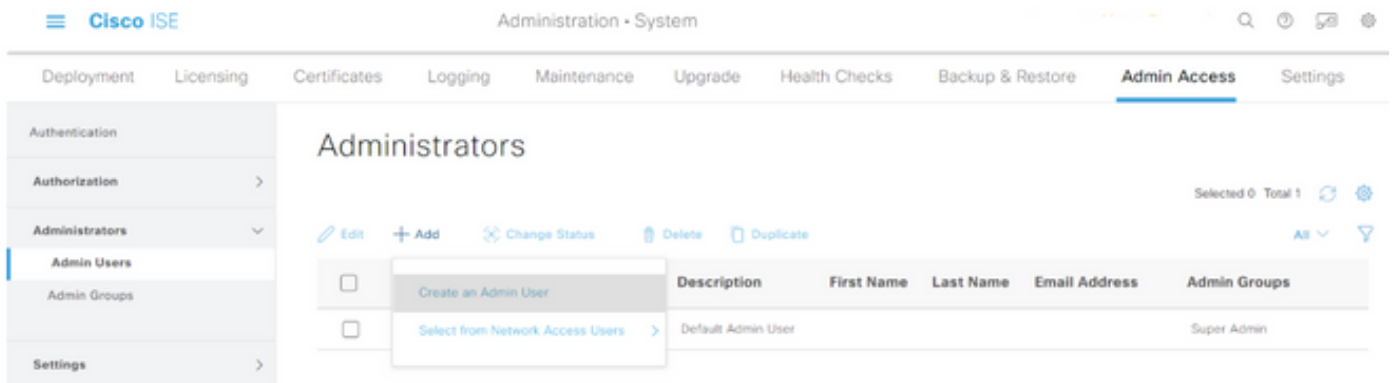 Cisco ISE
Administration • System
Deployment Licensing Certificates Logging Maintenance Upgrade Health Checks Backup & Restore Admin Access Settings
Authentication
Authorization
Administrators
Admin Users
Admin Groups
Settings
Administrators
Selected 0 Total 1
Edit Add Change Status Delete Duplicate All
Description First Name Last Name Email Address Admin Groups
Create an Admin User
Select from Network Access Users
Default Admin User Super Admin